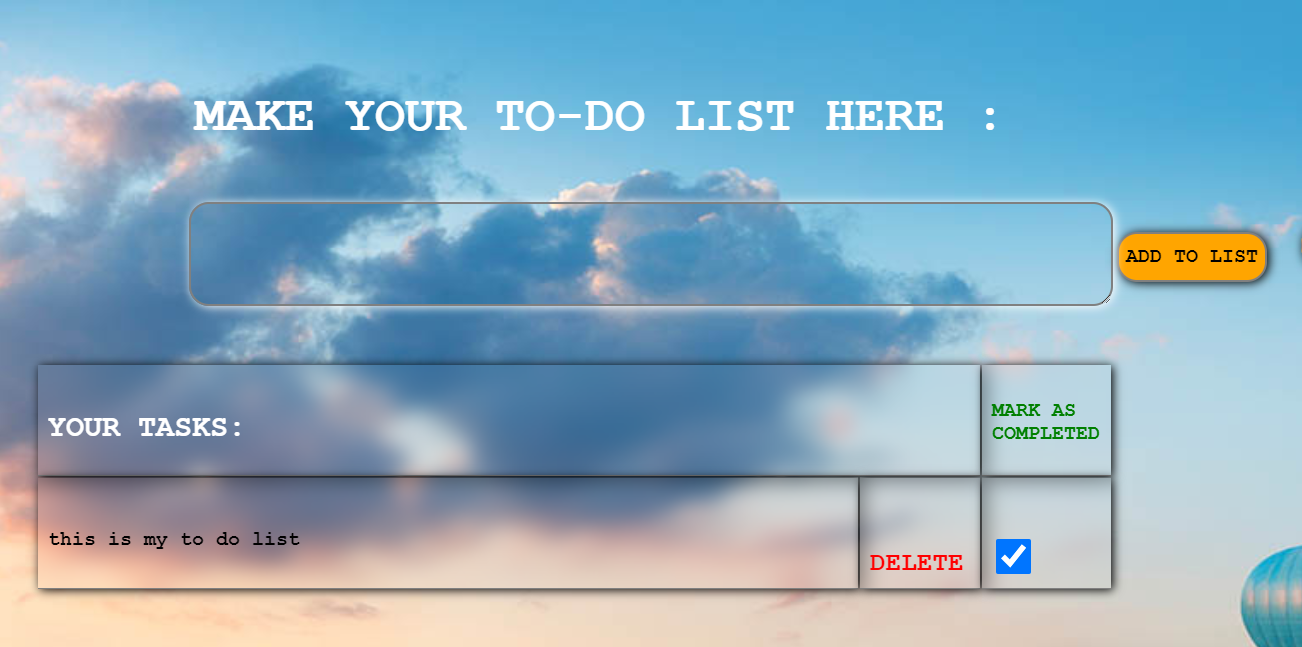 MAKE YOUR TO-DO LIST HERE :
ADD TO LIST
YOUR TASKS:
MARK AS
COMPLETED
this is my to do list
DELETE